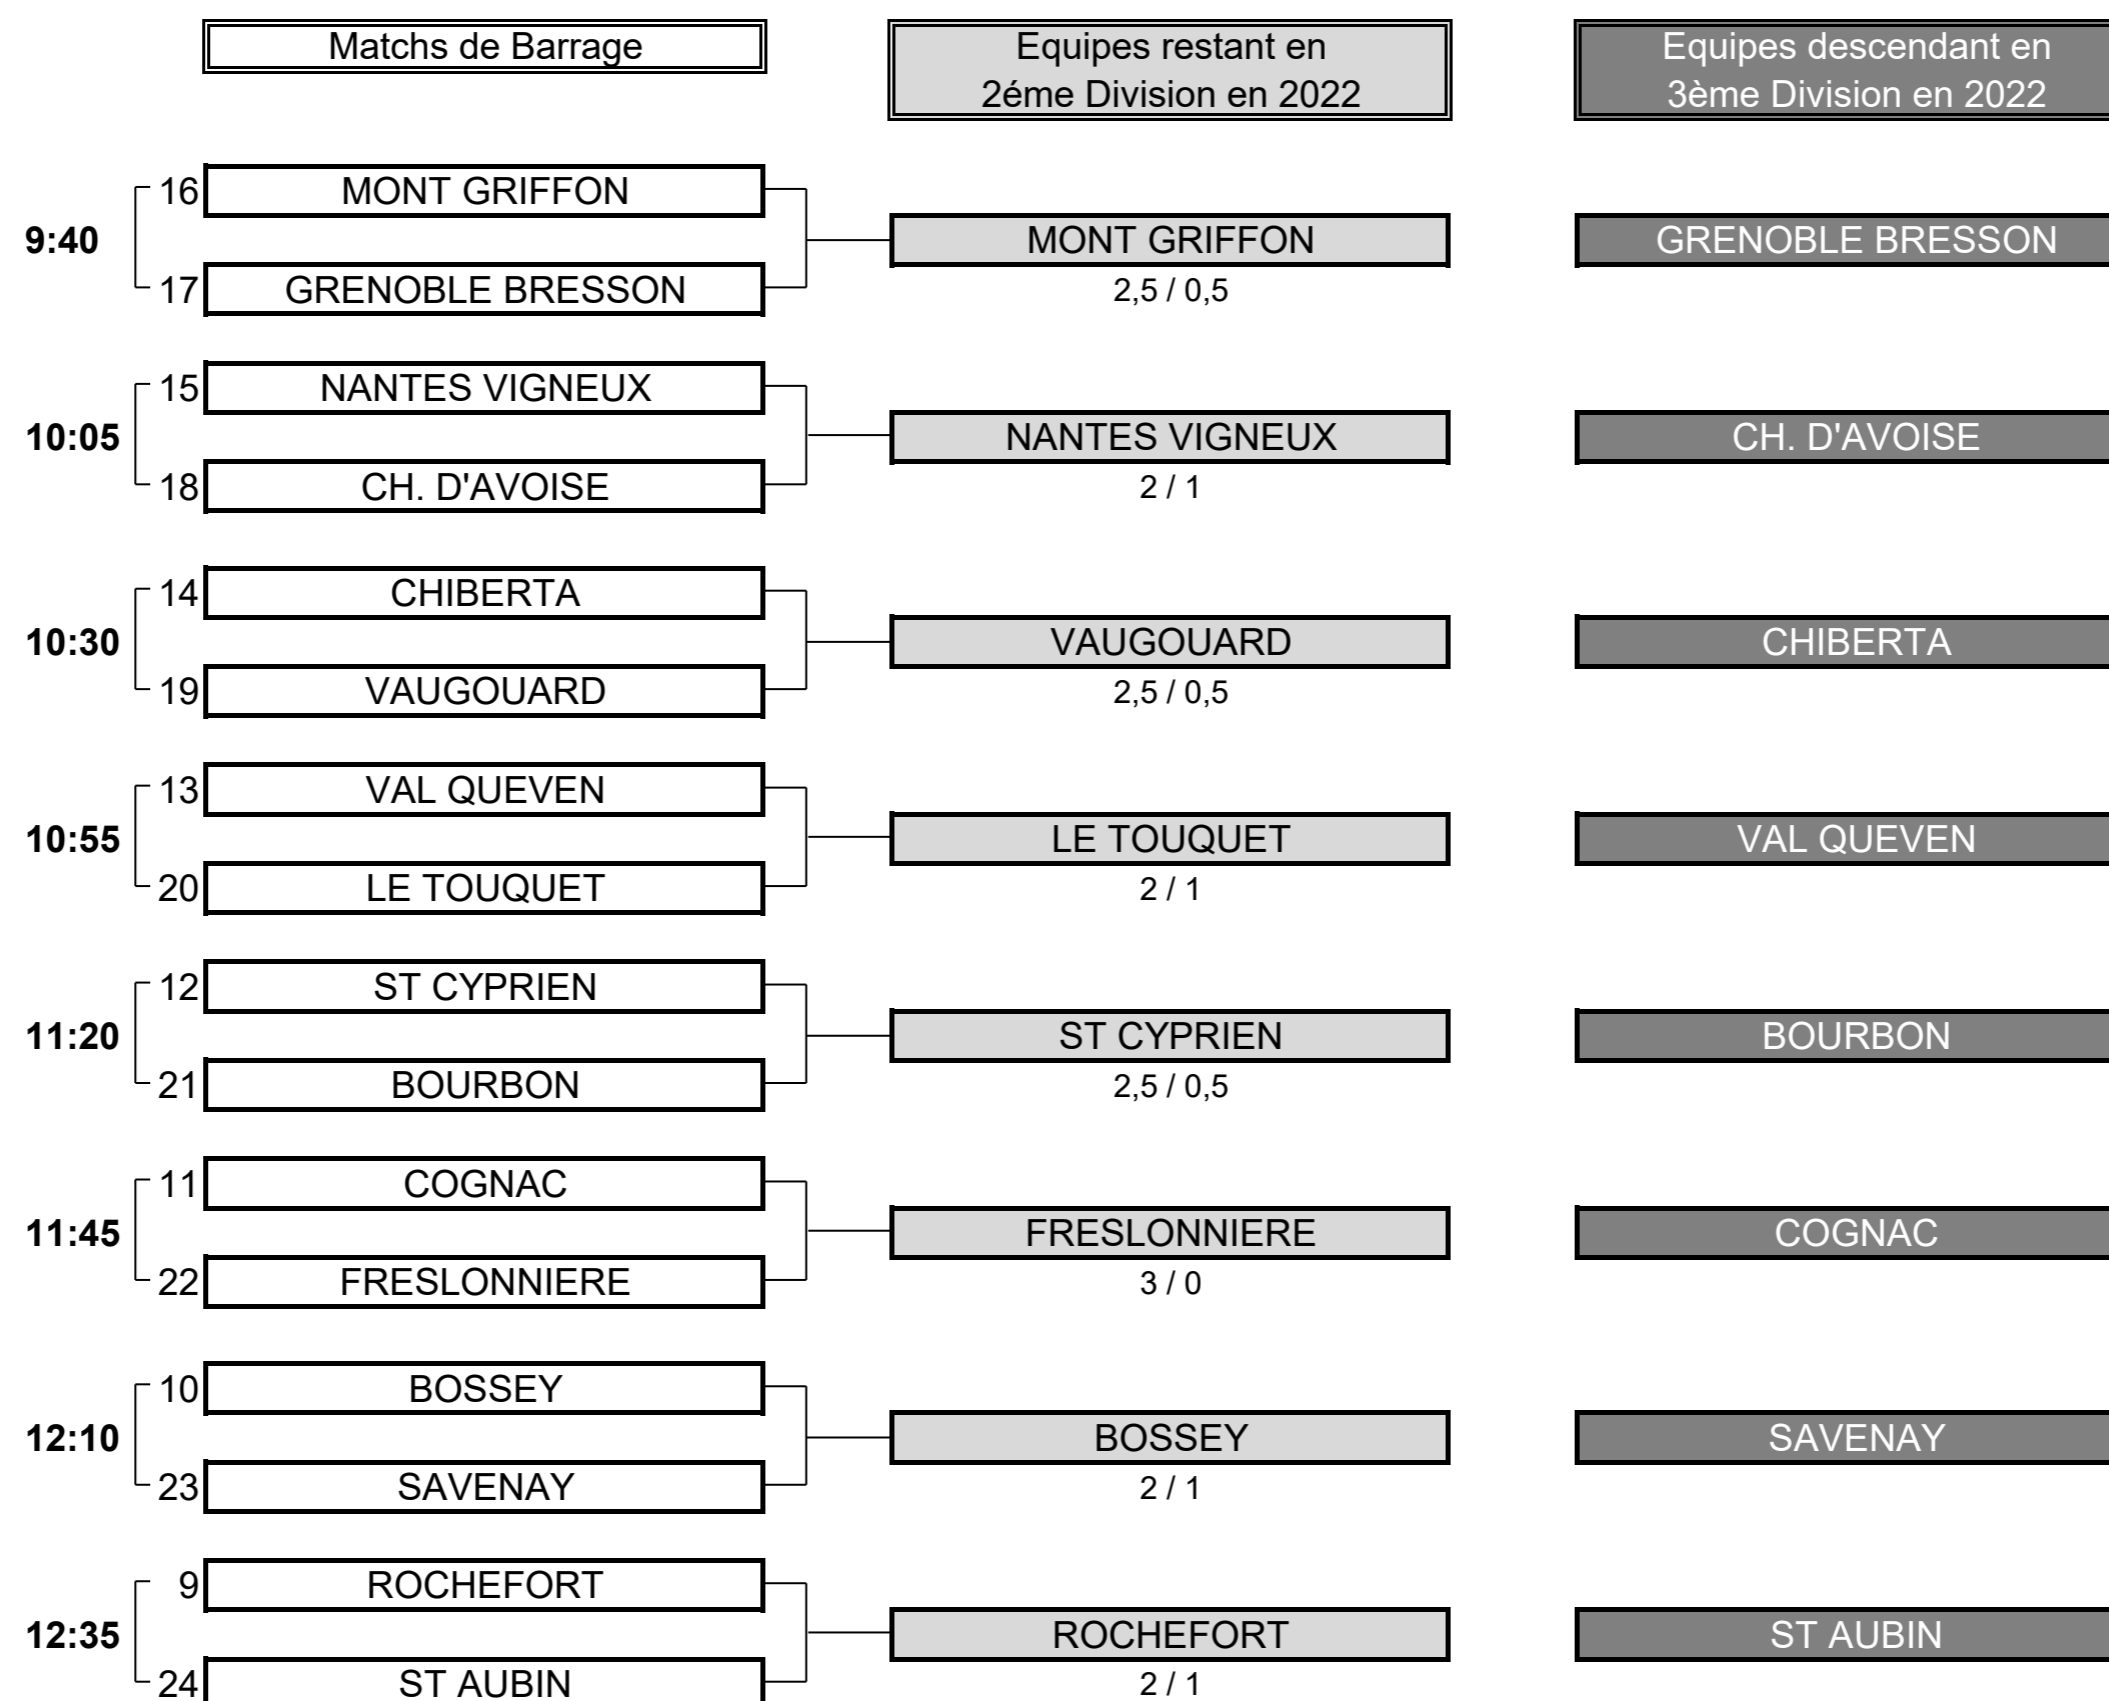 Matchs de Barrage
Equipes restant en
2éme Division en 2022
Equipes descendant en
3ème Division en 2022
9:40
16 MONT GRIFFON
17 GRENOBLE BRESSON
MONT GRIFFON
2,5 / 0,5
GRENOBLE BRESSON
10:05
15 NANTES VIGNEUX
18 CH. D'AVOISE
NANTES VIGNEUX
2 / 1
CH. D'AVOISE
10:30
14 CHIBERTA
19 VAUGOUARD
VAUGOUARD
2,5 / 0,5
CHIBERTA
10:55
13 VAL QUEVEN
20 LE TOUQUET
LE TOUQUET
2 / 1
VAL QUEVEN
11:20
12 ST CYPRIEN
21 BOURBON
ST CYPRIEN
2,5 / 0,5
BOURBON
11:45
11 COGNAC
22 FRESLONNIERE
FRESLONNIERE
3 / 0
COGNAC
12:10
10 BOSSEY
23 SAVENAY
BOSSEY
2 / 1
SAVENAY
12:35
9 ROCHEFORT
24 ST AUBIN
ROCHEFORT
2 / 1
ST AUBIN